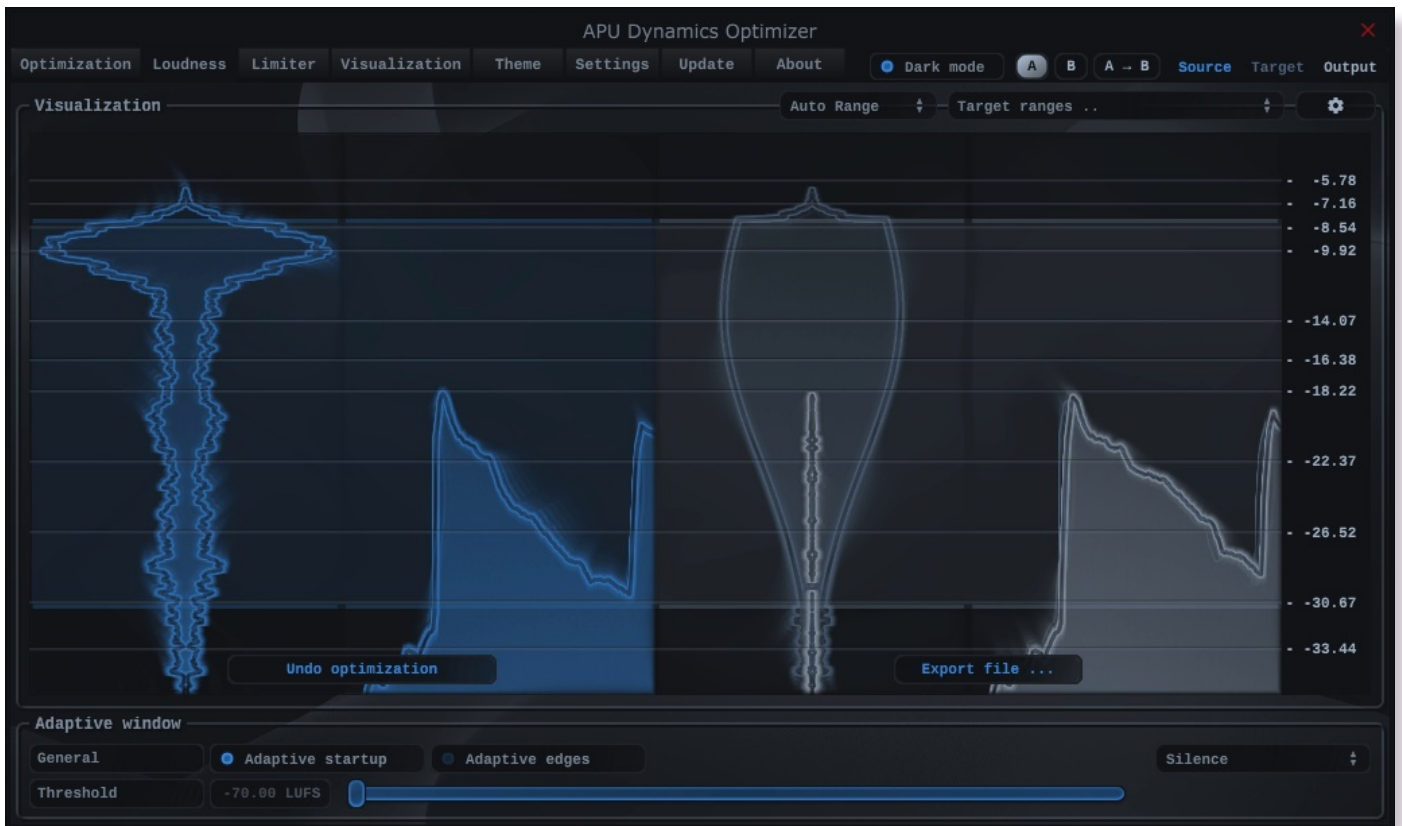 APU Dynamics Optimizer
Optimization Loudness Limiter Visualization Theme Settings Update About Dark mode A B A → B Source Target Output
Visualization Auto Range Target ranges ..
- -5.78
- -7.16
- -8.54
- -9.92
- -14.07
- -16.38
- -18.22
- -22.37
- -26.52
- -30.67
- -33.44
Undo optimization Export file ...
Adaptive window
General Adaptive startup Adaptive edges Silence
Threshold -70.00 LUFS